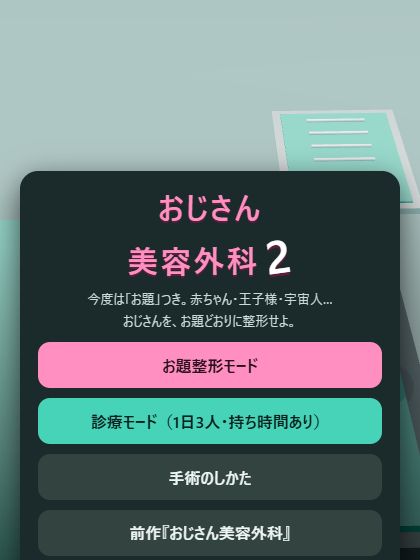 おじさん
美容外科2
今度は「お題」つき。赤ちゃん・王子様・宇宙人…
おじさんを、お題どおりに整形せよ。
お題整形モード
診療モード（1日3人・持ち時間あり）
手術のしかた
前作『おじさん美容外科』